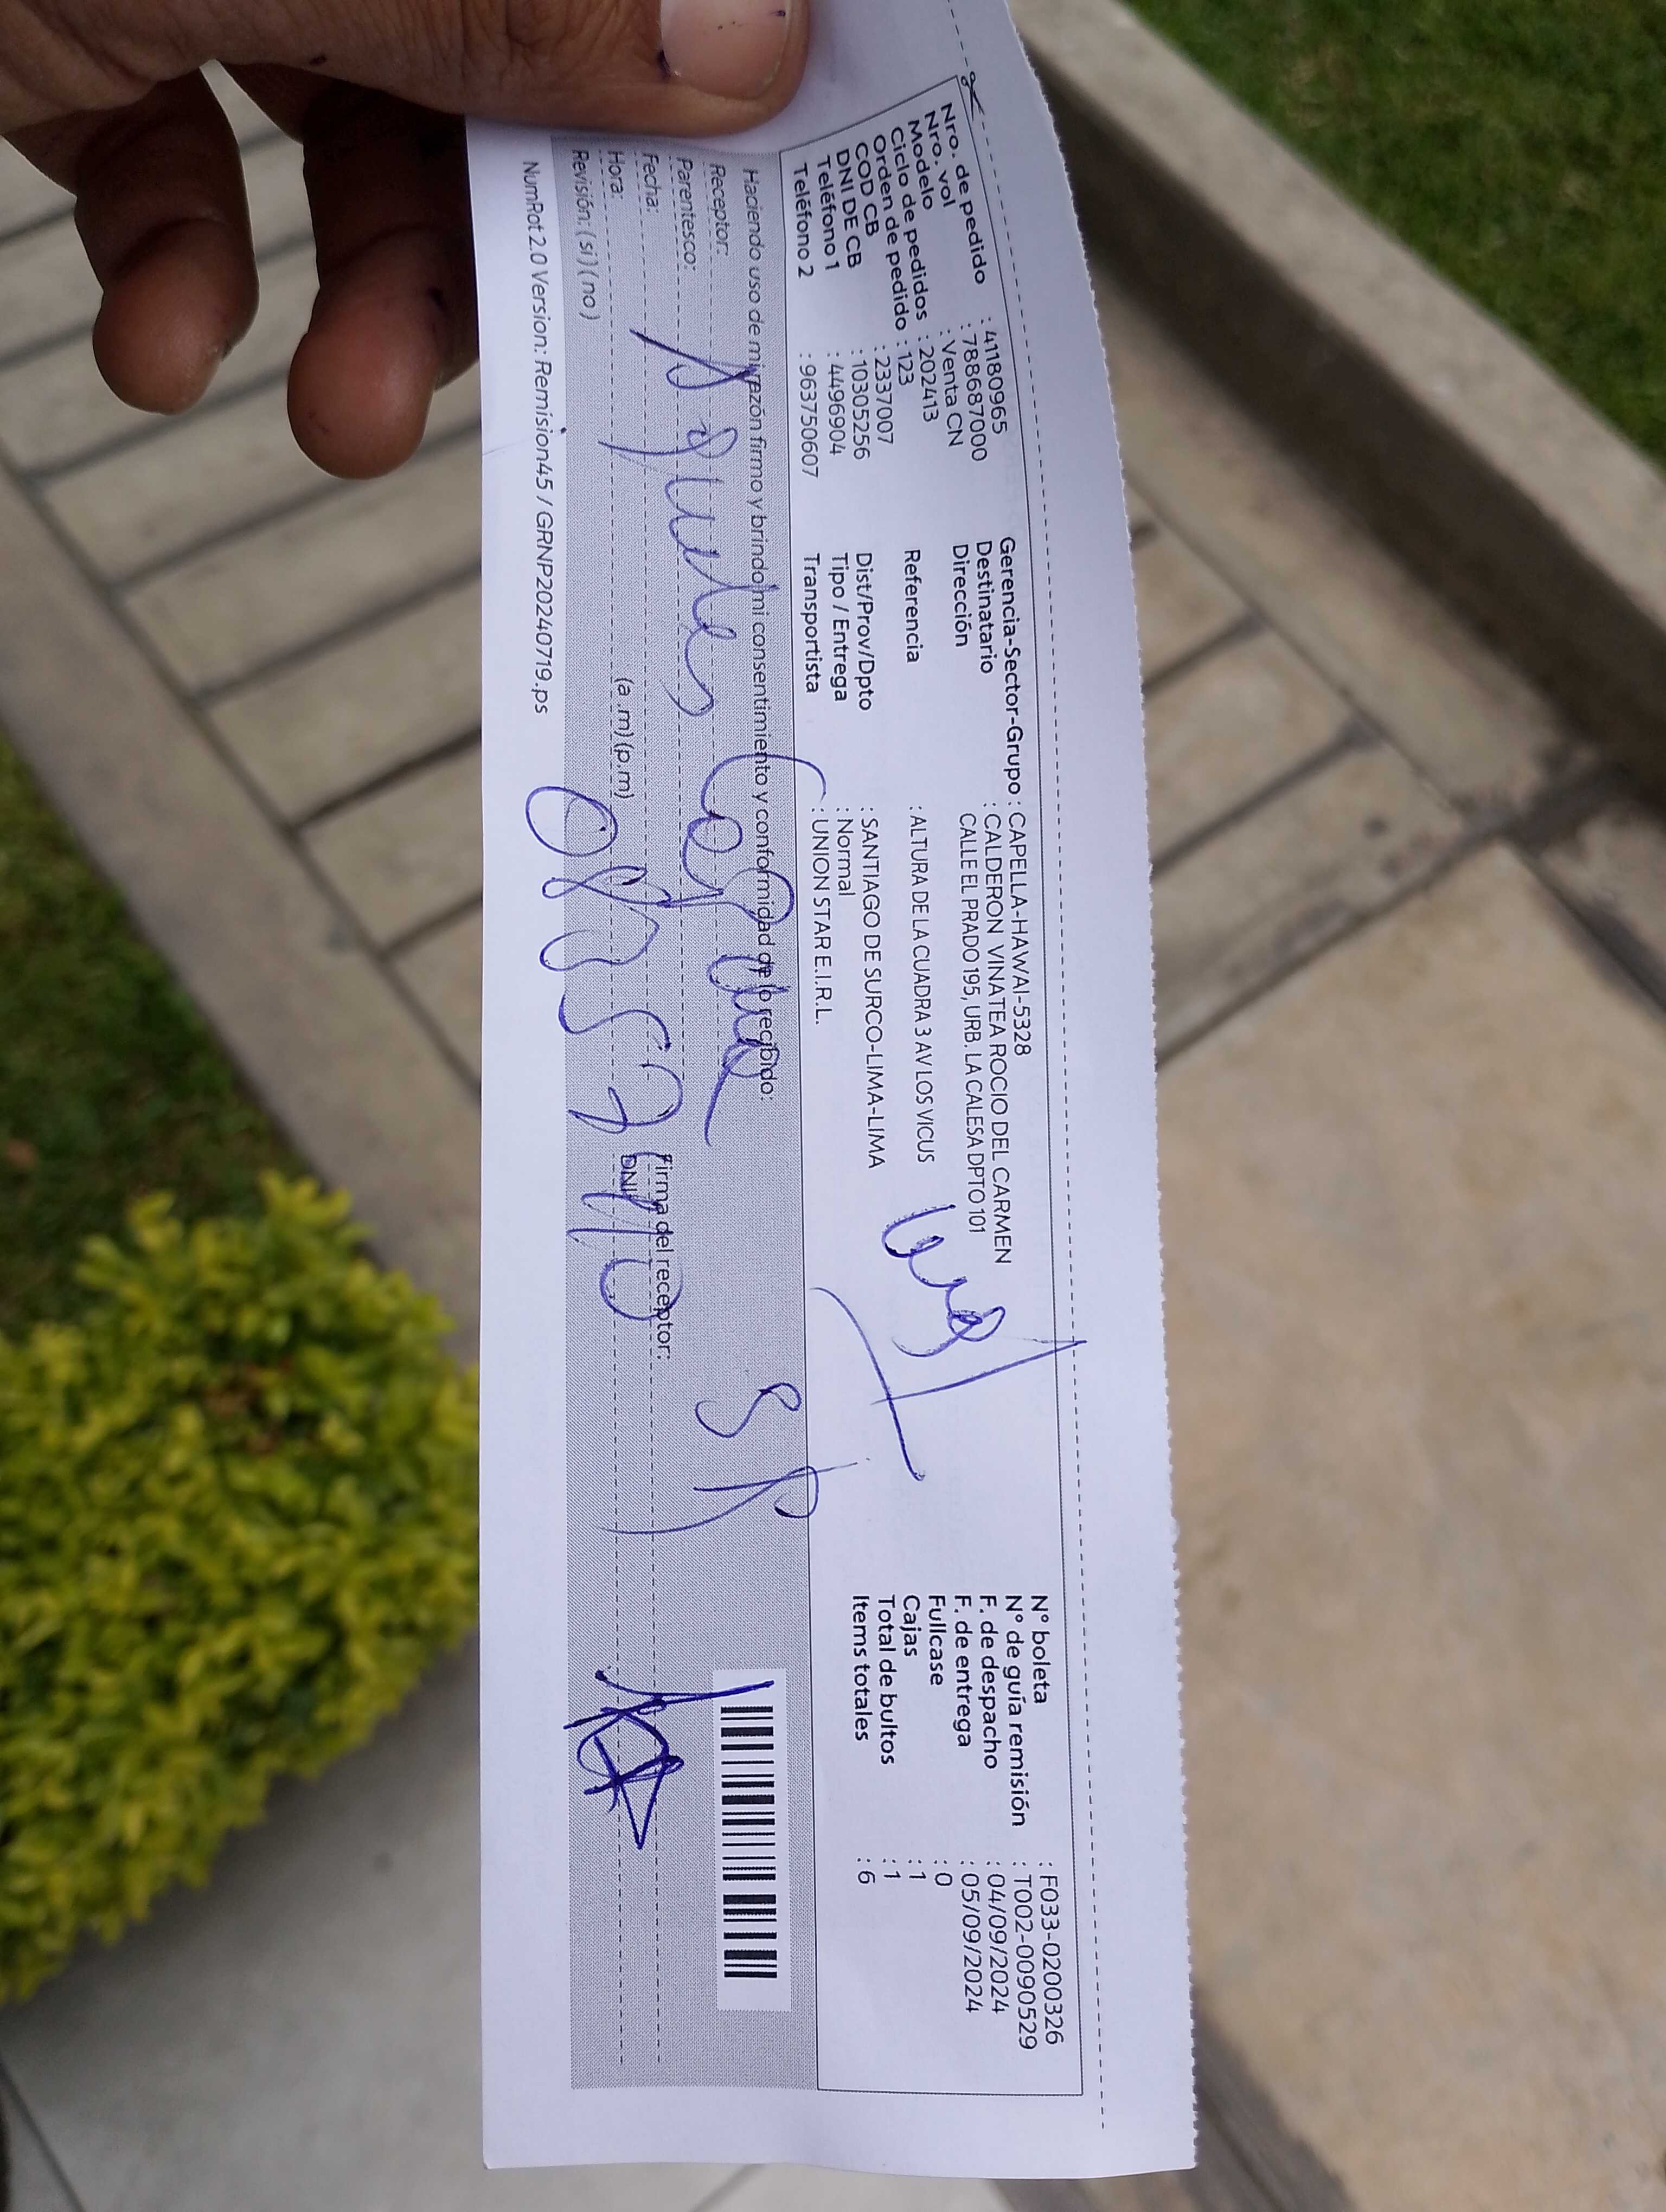 Nro. de pedido : 41180965
Nro. vol : 788687000
Modelo : Venta CN
Ciclo de pedidos : 202413
Orden de pedido : 123
COD CB : 2337007
DNI DE CB : 10305256
Teléfono 1 : 4496904
Teléfono 2 : 963750607
Gerencia-Sector-Grupo : CAPELLA-HAWAI-5328
Destinatario : CALDERON VINATEA ROCIO DEL CARMEN
Dirección : CALLE EL PRADO 195, URB. LA CALESA DPTO 101
Referencia : ALTURA DE LA CUADRA 3 AV LOS VICUS
Dist/Prov/Dpto : SANTIAGO DE SURCO-LIMA-LIMA
Tipo / Entrega : Normal
Transportista : UNION STAR E.I.R.L.
N° boleta : F033-0200326
N° de guía remisión : T002-0090529
F. de despacho : 04/09/2024
F. de entrega : 05/09/2024
Fullcase : 0
Cajas : 1
Total de bultos : 1
Items totales : 6
Haciendo uso de mi razón firmo y brindo mi consentimiento y conformidad de lo recibido:
Receptor:
Parentesco:
Fecha:
Hora: (a .m) (p.m)
Revisión: ( si ) ( no )
Firma del receptor:
DNI
NumRot 2.0 Version: Remision45 / GRNP20240719.ps